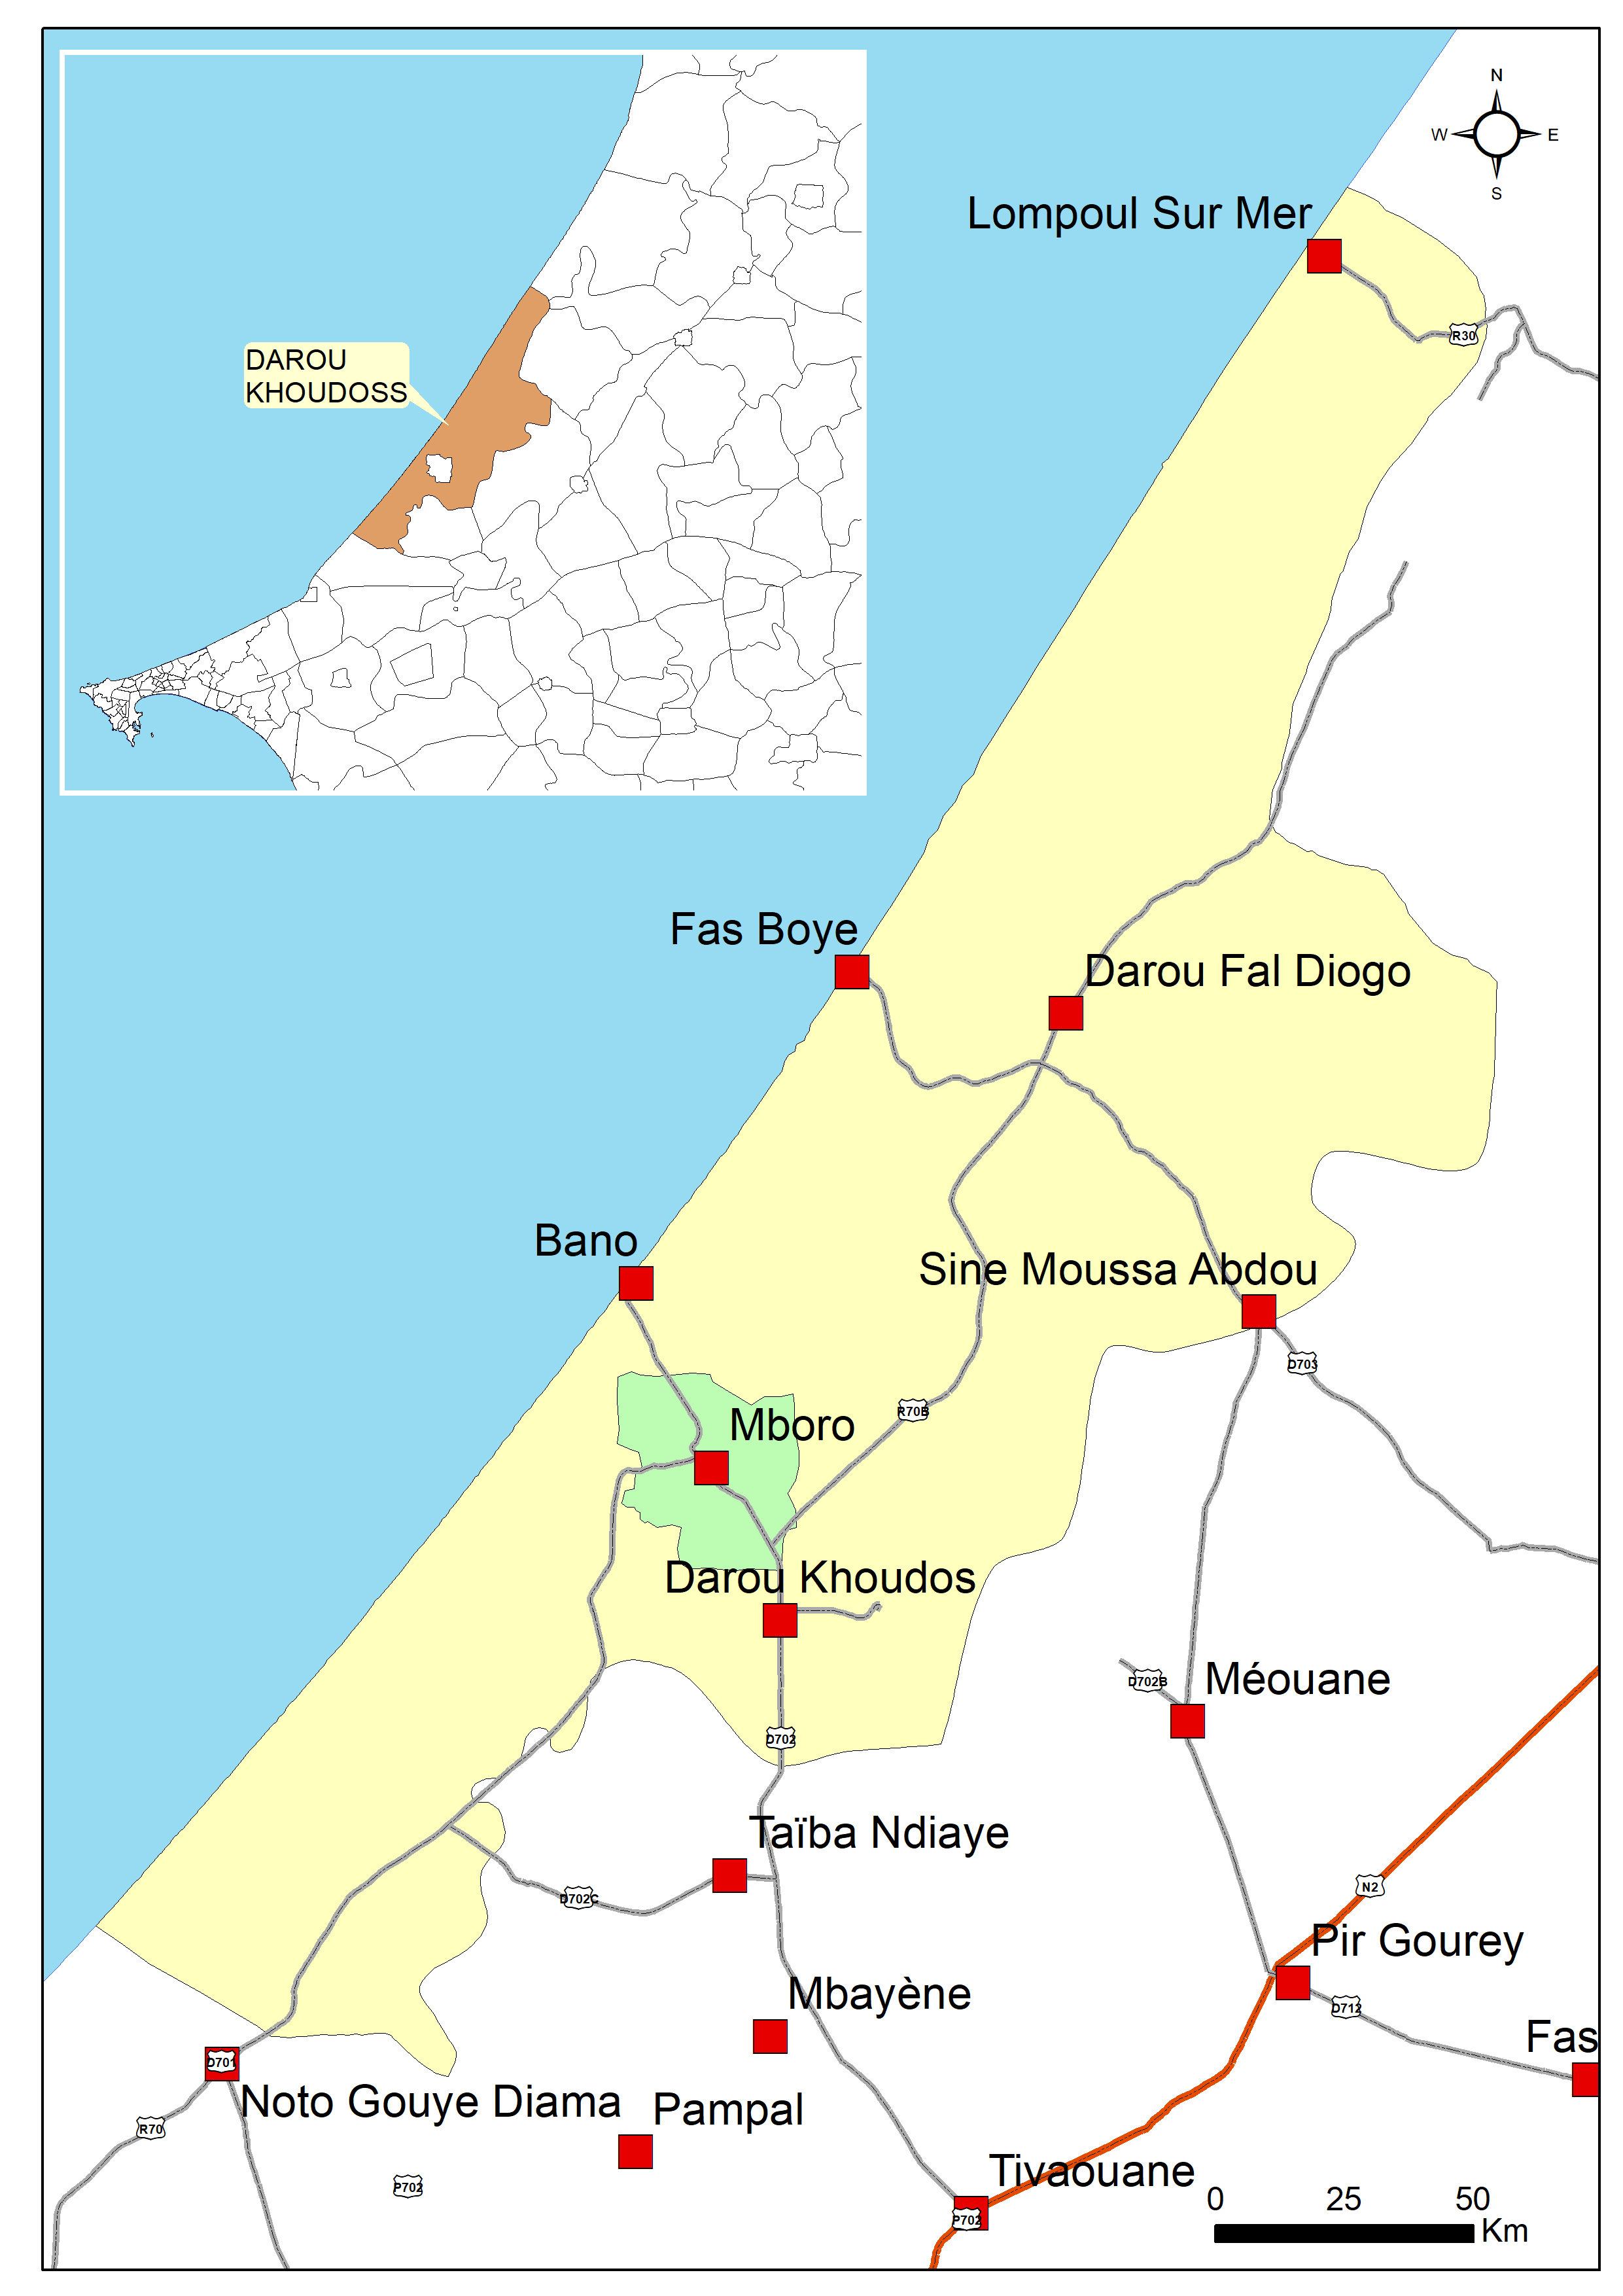 N
W
E
S
Lompoul Sur Mer
R30
DAROU
KHOUDOSS
Fas Boye
Darou Fal Diogo
Bano
Sine Moussa Abdou
D703
R70B
Mboro
Darou Khoudos
D702B
Méouane
D702
Taïba Ndiaye
D702C
N2
Pir Gourey
Mbayène
D712
Fas
D701
Noto Gouye Diama
Pampal
R70
P702
Tivaouane
P702
0 25 50
Km